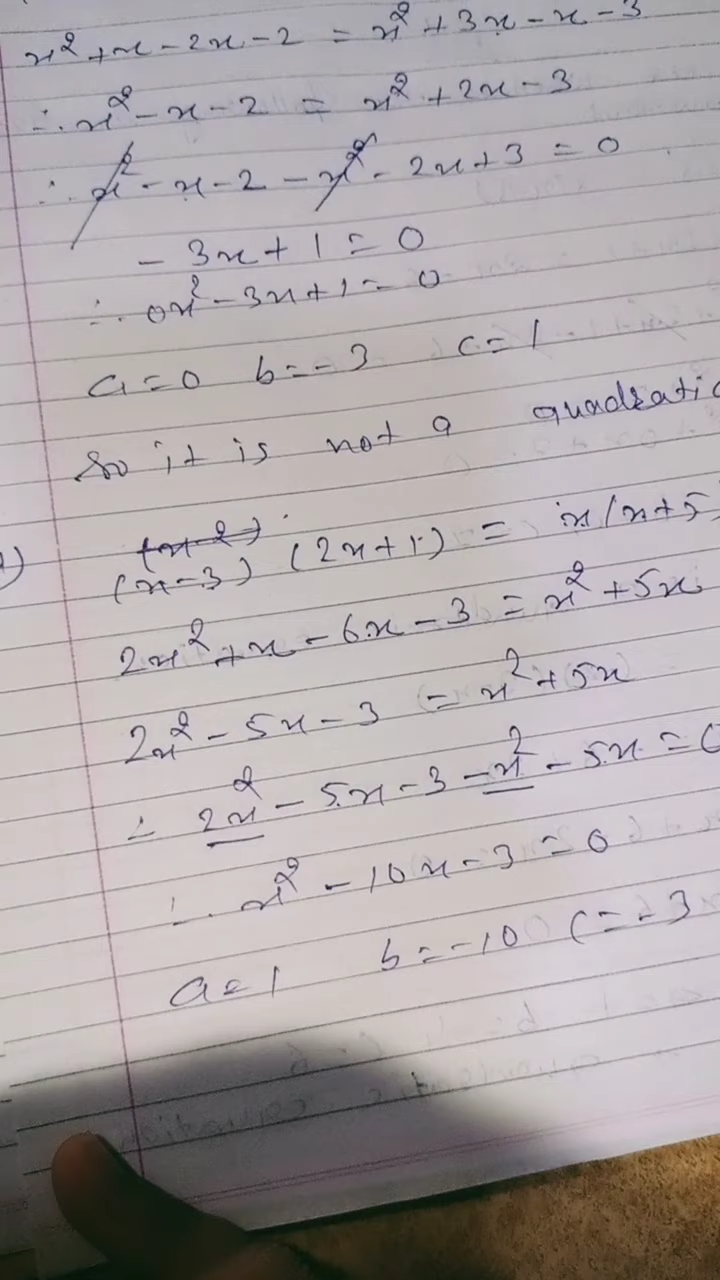 x² + x - 2x - 2 = x² + 3x - x - 3
∴ x² - x - 2 = x² + 2x - 3
∴ x² - x - 2 - x² - 2x + 3 = 0
- 3x + 1 = 0
∴ 0x² - 3x + 1 = 0
a = 0 b = - 3 c = 1
So it is not a quadratic
(x - 2)
(x - 3) (2x + 1) = x (x + 5)
2x² + x - 6x - 3 = x² + 5x
2x² - 5x - 3 = x² + 5x
∴ 2x² - 5x - 3 - x² - 5x = 0
∴ x² - 10x - 3 = 0
a = 1 b = - 10 c = - 3